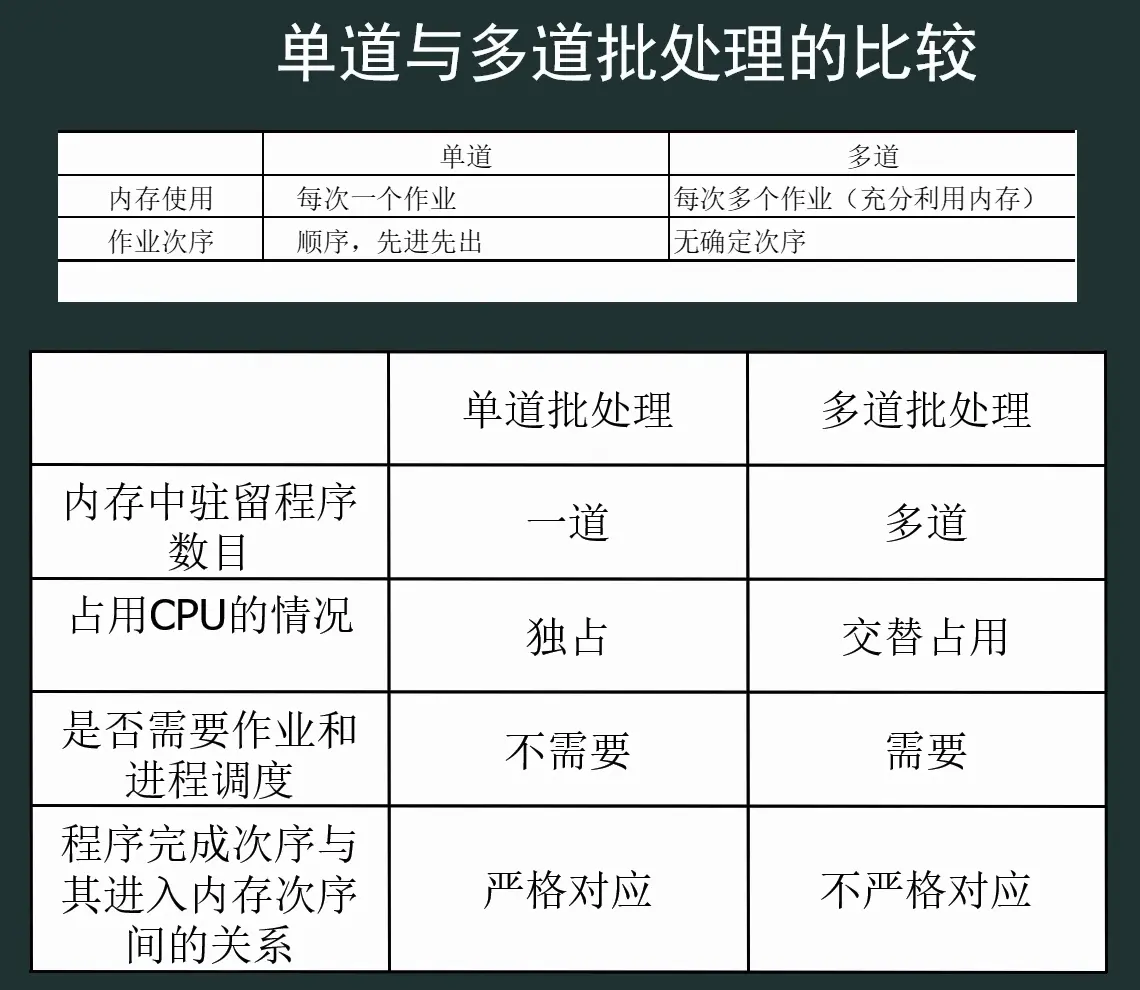 单道与多道批处理的比较
单道 多道
内存使用 每次一个作业 每次多个作业（充分利用内存）
作业次序 顺序，先进先出 无确定次序
单道批处理 多道批处理
内存中驻留程序
数目
一道 多道
占用CPU的情况
独占 交替占用
是否需要作业和
进程调度
不需要 需要
程序完成次序与
其进入内存次序
间的关系
严格对应 不严格对应